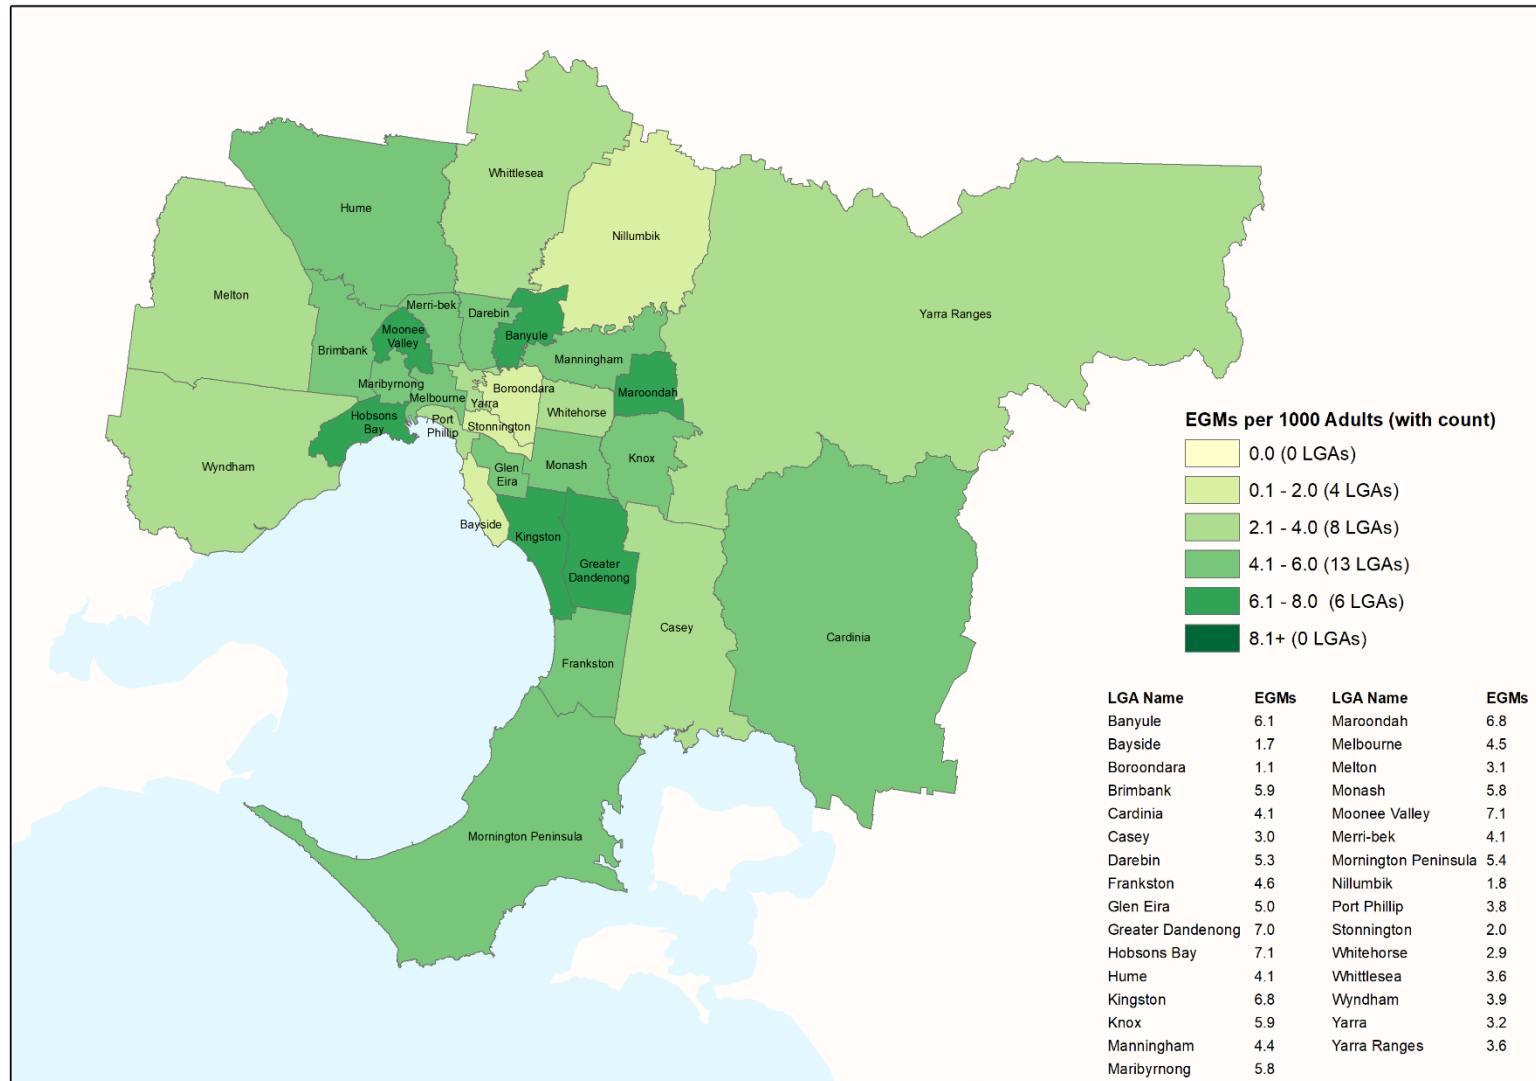 Whittlesea
Hume
Nillumbik
Melton
Yarra Ranges
Merri-bek
Darebin
Moonee
Valley
Banyule
Brimbank
Manningham
Maribyrnong
Boroondara
Maroondah
Melbourne
Yarra
Whitehorse
Hobsons
Bay
Port
Phillip
Stonnington
Wyndham
Glen
Eira
Monash
Knox
Bayside
Kingston
Greater
Dandenong
Casey
Cardinia
Frankston
Mornington Peninsula
EGMs per 1000 Adults (with count)
0.0 (0 LGAs)
0.1 - 2.0 (4 LGAs)
2.1 - 4.0 (8 LGAs)
4.1 - 6.0 (13 LGAs)
6.1 - 8.0 (6 LGAs)
8.1+ (0 LGAs)
LGA Name EGMs LGA Name EGMs
Banyule 6.1 Maroondah 6.8
Bayside 1.7 Melbourne 4.5
Boroondara 1.1 Melton 3.1
Brimbank 5.9 Monash 5.8
Cardinia 4.1 Moonee Valley 7.1
Casey 3.0 Merri-bek 4.1
Darebin 5.3 Mornington Peninsula 5.4
Frankston 4.6 Nillumbik 1.8
Glen Eira 5.0 Port Phillip 3.8
Greater Dandenong 7.0 Stonnington 2.0
Hobsons Bay 7.1 Whitehorse 2.9
Hume 4.1 Whittlesea 3.6
Kingston 6.8 Wyndham 3.9
Knox 5.9 Yarra 3.2
Manningham 4.4 Yarra Ranges 3.6
Maribyrnong 5.8